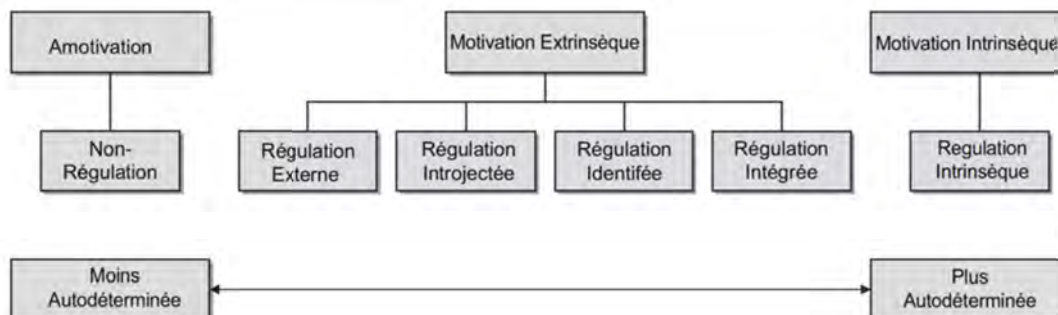 Amotivation
Motivation Extrinsèque
Motivation Intrinsèque
Non-
Régulation
Régulation
Externe
Régulation
Introjectée
Régulation
Identifée
Régulation
Intégrée
Regulation
Intrinsèque
Moins
Autodéterminée
Plus
Autodéterminée